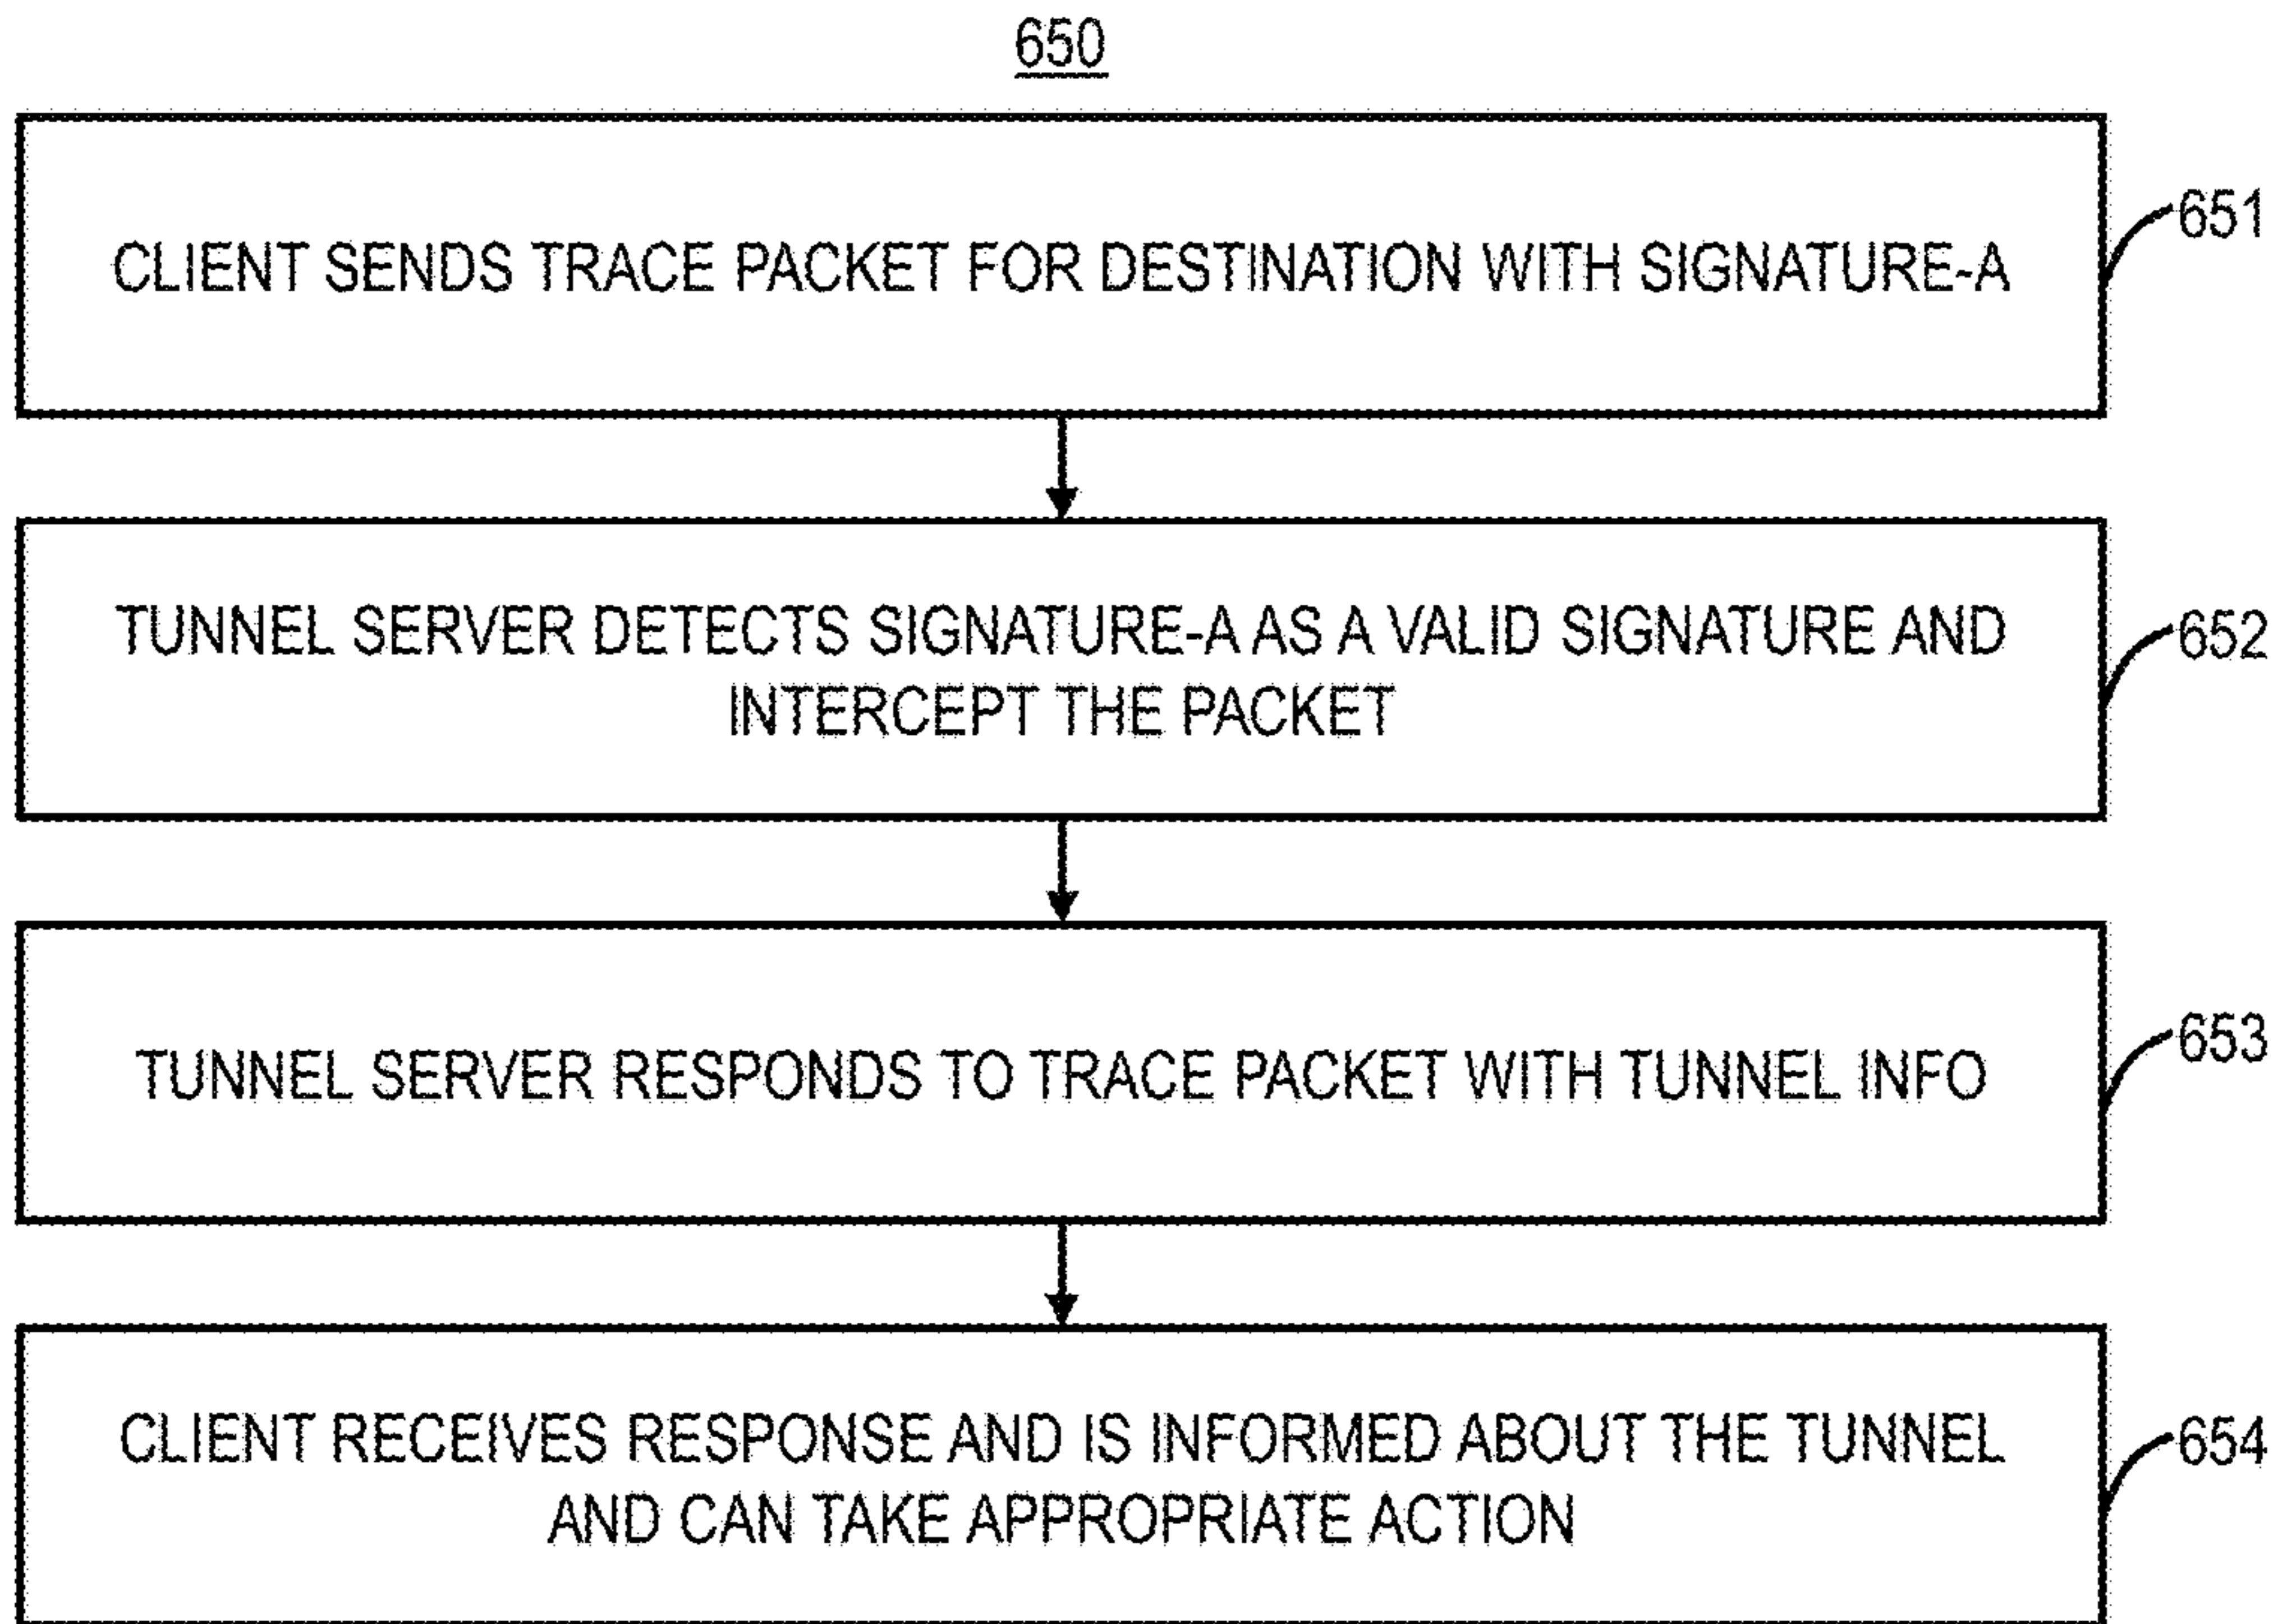 650
CLIENT SENDS TRACE PACKET FOR DESTINATION WITH SIGNATURE-A
651
TUNNEL SERVER DETECTS SIGNATURE-A AS A VALID SIGNATURE AND
INTERCEPT THE PACKET
652
TUNNEL SERVER RESPONDS TO TRACE PACKET WITH TUNNEL INFO
653
CLIENT RECEIVES RESPONSE AND IS INFORMED ABOUT THE TUNNEL
AND CAN TAKE APPROPRIATE ACTION
654